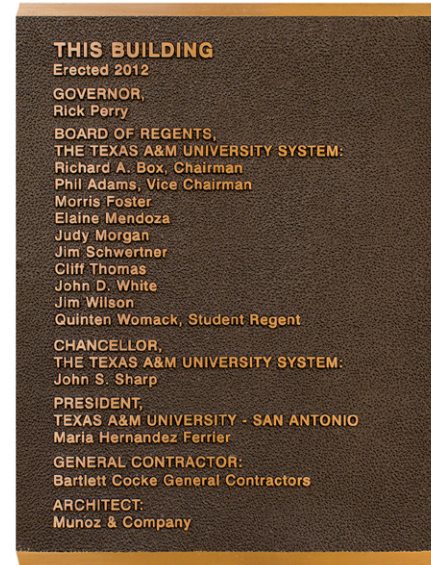 THIS BUILDING
Erected 2012
GOVERNOR,
Rick Perry
BOARD OF REGENTS,
THE TEXAS A&M UNIVERSITY SYSTEM:
Richard A. Box, Chairman
Phil Adams, Vice Chairman
Morris Foster
Elaine Mendoza
Judy Morgan
Jim Schwertner
Cliff Thomas
John D. White
Jim Wilson
Quinten Womack, Student Regent
CHANCELLOR,
THE TEXAS A&M UNIVERSITY SYSTEM:
John S. Sharp
PRESIDENT,
TEXAS A&M UNIVERSITY - SAN ANTONIO
Maria Hernandez Ferrier
GENERAL CONTRACTOR:
Bartlett Cocke General Contractors
ARCHITECT:
Munoz & Company